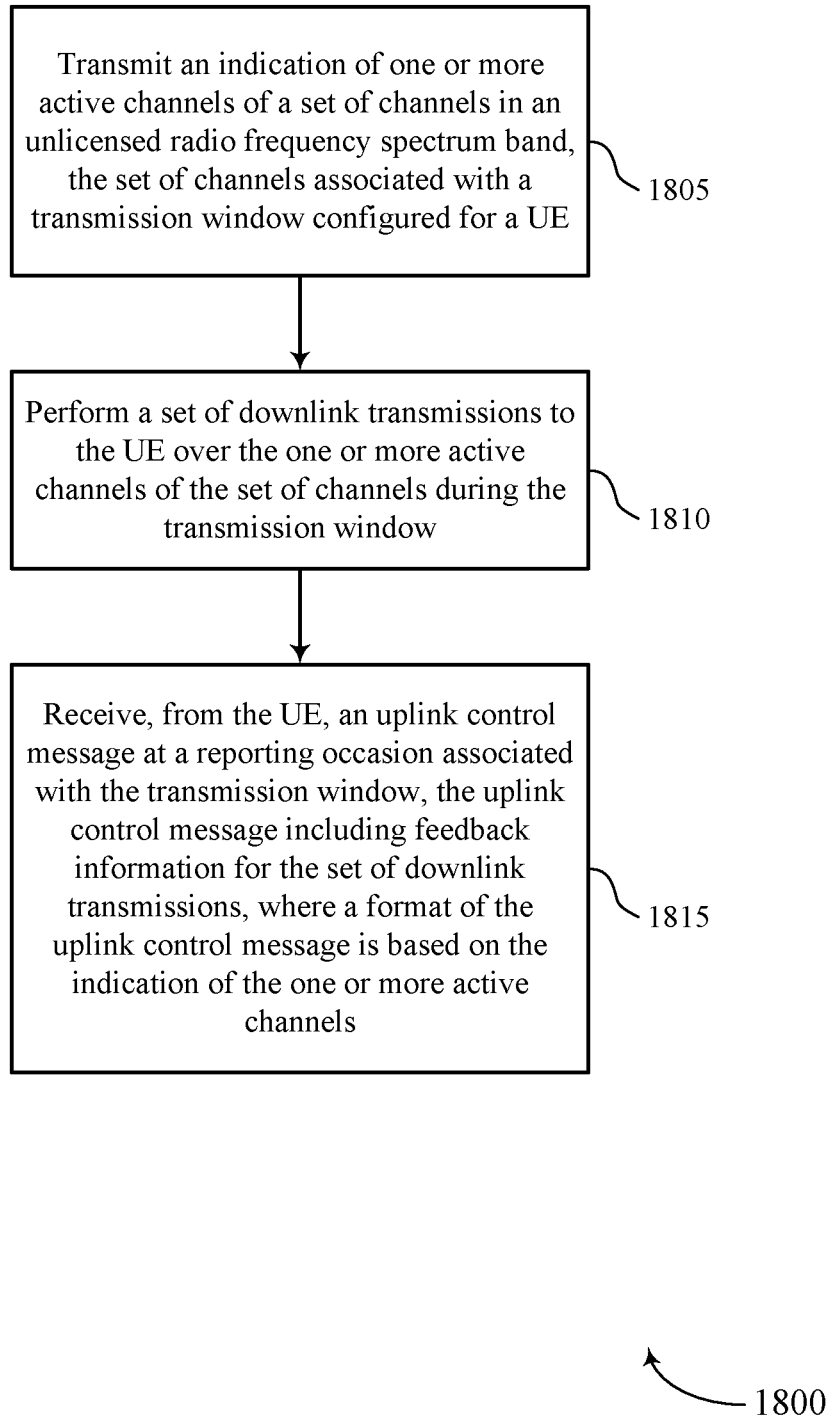 Transmit an indication of one or more
active channels of a set of channels in an
unlicensed radio frequency spectrum band,
the set of channels associated with a
transmission window configured for a UE
1805
Perform a set of downlink transmissions to
the UE over the one or more active
channels of the set of channels during the
transmission window
1810
Receive, from the UE, an uplink control
message at a reporting occasion associated
with the transmission window, the uplink
control message including feedback
information for the set of downlink
transmissions, where a format of the
uplink control message is based on the
indication of the one or more active
channels
1815
1800